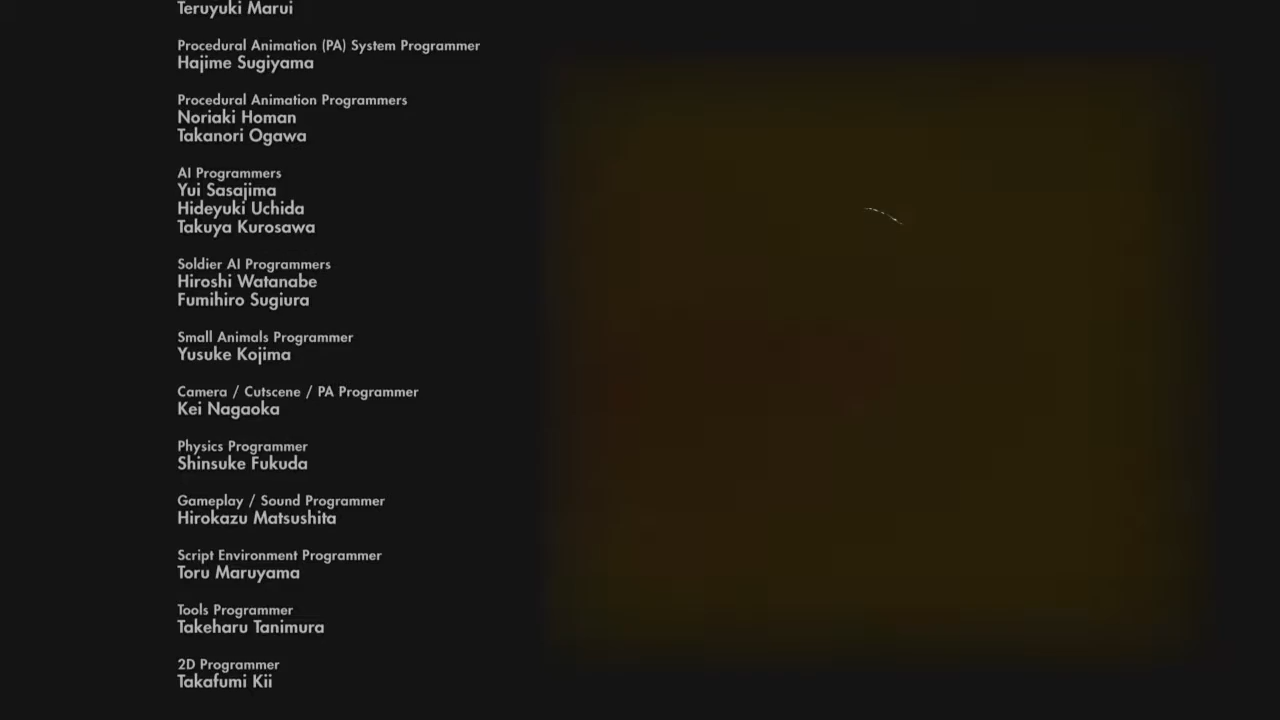 Teruyuki Marui
Procedural Animation (PA) System Programmer
Hajime Sugiyama
Procedural Animation Programmers
Noriaki Homan
Takanori Ogawa
AI Programmers
Yui Sasajima
Hideyuki Uchida
Takuya Kurosawa
Soldier AI Programmers
Hiroshi Watanabe
Fumihiro Sugiura
Small Animals Programmer
Yusuke Kojima
Camera / Cutscene / PA Programmer
Kei Nagaoka
Physics Programmer
Shinsuke Fukuda
Gameplay / Sound Programmer
Hirokazu Matsushita
Script Environment Programmer
Toru Maruyama
Tools Programmer
Takeharu Tanimura
2D Programmer
Takafumi Kii